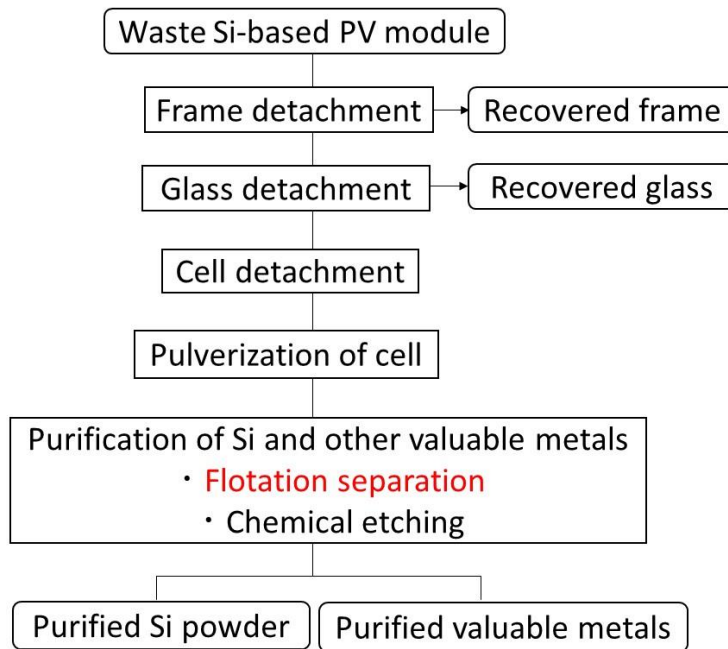 Waste Si-based PV module
Frame detachment
Recovered frame
Glass detachment
Recovered glass
Cell detachment
Pulverization of cell
Purification of Si and other valuable metals
・Flotation separation
・Chemical etching
Purified Si powder
Purified valuable metals